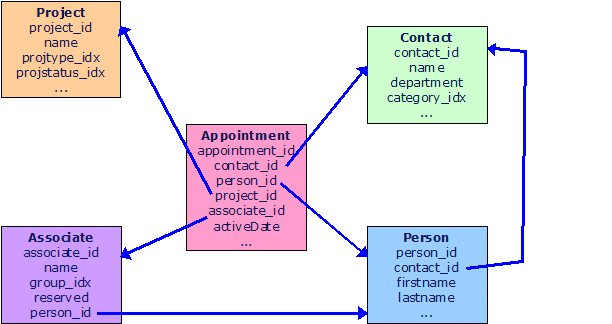 Project
project_id
name
projtype_idx
projstatus_idx
...
Contact
contact_id
name
department
category_idx
...
Appointment
appointment_id
contact_id
person_id
project_id
associate_id
activeDate
...
Associate
associate_id
name
group_idx
reserved
person_id
Person
person_id
contact_id
firstname
lastname
...